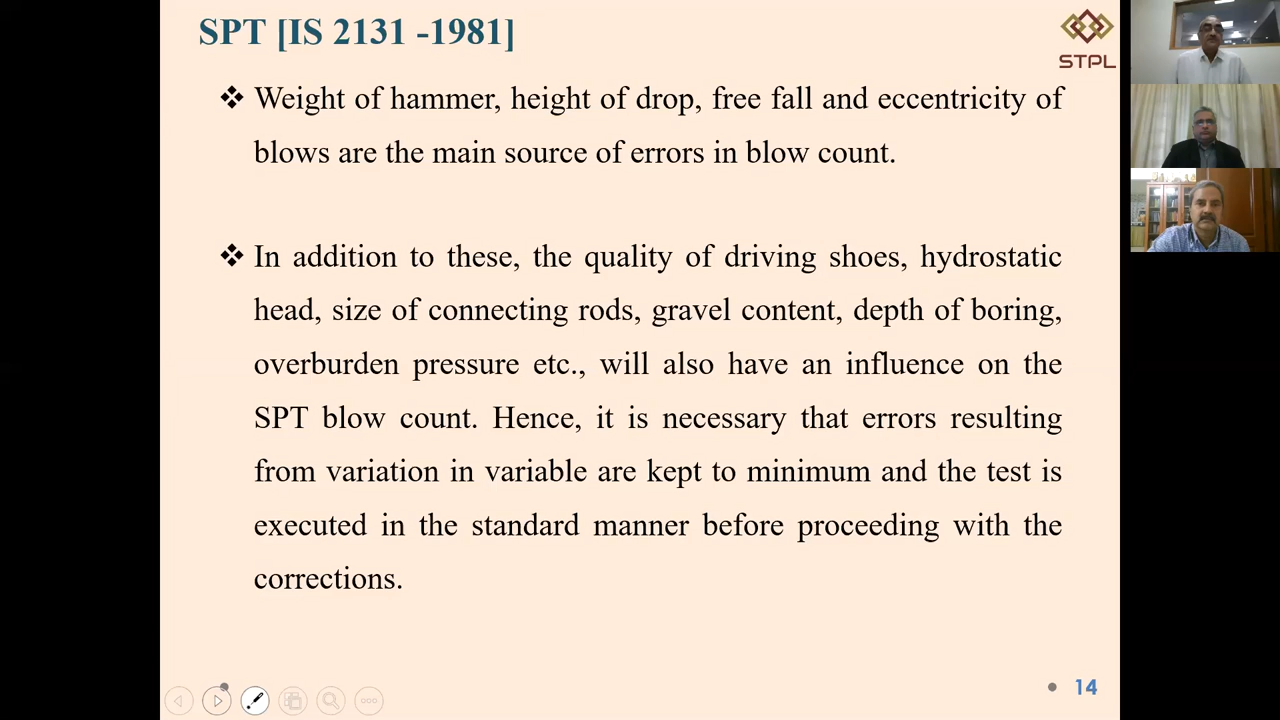 SPT [IS 2131 -1981]
STPL
❖ Weight of hammer, height of drop, free fall and eccentricity of
blows are the main source of errors in blow count.
❖ In addition to these, the quality of driving shoes, hydrostatic
head, size of connecting rods, gravel content, depth of boring,
overburden pressure etc., will also have an influence on the
SPT blow count. Hence, it is necessary that errors resulting
from variation in variable are kept to minimum and the test is
executed in the standard manner before proceeding with the
corrections.
14